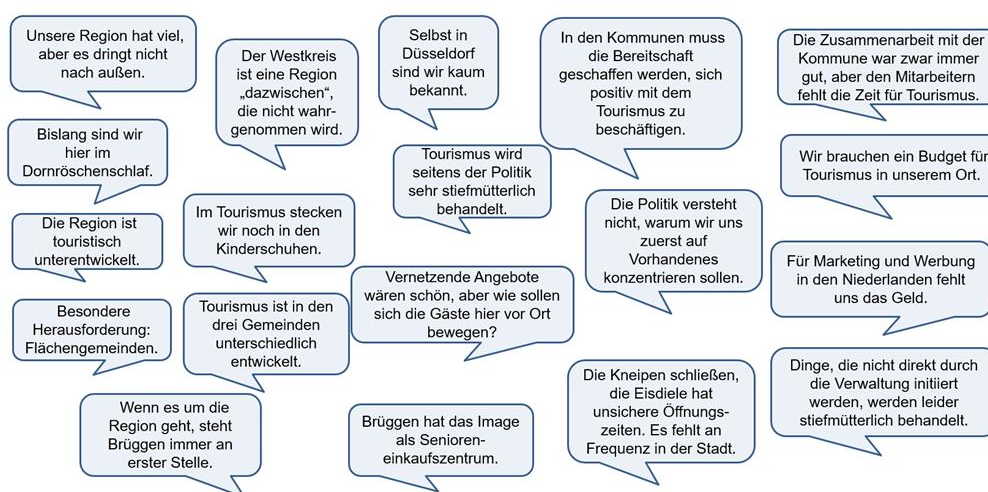 Unsere Region hat viel,
aber es dringt nicht
nach außen.
Der Westkreis
ist eine Region
„dazwischen“,
die nicht wahr-
genommen wird.
Selbst in
Düsseldorf
sind wir kaum
bekannt.
In den Kommunen muss
die Bereitschaft
geschaffen werden, sich
positiv mit dem
Tourismus zu
beschäftigen.
Die Zusammenarbeit mit der
Kommune war zwar immer
gut, aber den Mitarbeitern
fehlt die Zeit für Tourismus.
Bislang sind wir
hier im
Dornröschenschlaf.
Tourismus wird
seitens der Politik
sehr stiefmütterlich
behandelt.
Wir brauchen ein Budget für
Tourismus in unserem Ort.
Die Region ist
touristisch
unterentwickelt.
Im Tourismus stecken
wir noch in den
Kinderschuhen.
Die Politik versteht
nicht, warum wir uns
zuerst auf
Vorhandenes
konzentrieren sollen.
Für Marketing und Werbung
in den Niederlanden fehlt
uns das Geld.
Besondere
Herausforderung:
Flächengemeinden.
Tourismus ist in den
drei Gemeinden
unterschiedlich
entwickelt.
Vernetzende Angebote
wären schön, aber wie sollen
sich die Gäste hier vor Ort
bewegen?
Die Kneipen schließen,
die Eisdiele hat
unsichere Öffnungs-
zeiten. Es fehlt an
Frequenz in der Stadt.
Dinge, die nicht direkt durch
die Verwaltung initiiert
werden, werden leider
stiefmütterlich behandelt.
Wenn es um die
Region geht, steht
Brüggen immer an
erster Stelle.
Brüggen hat das Image
als Senioren-
einkaufszentrum.